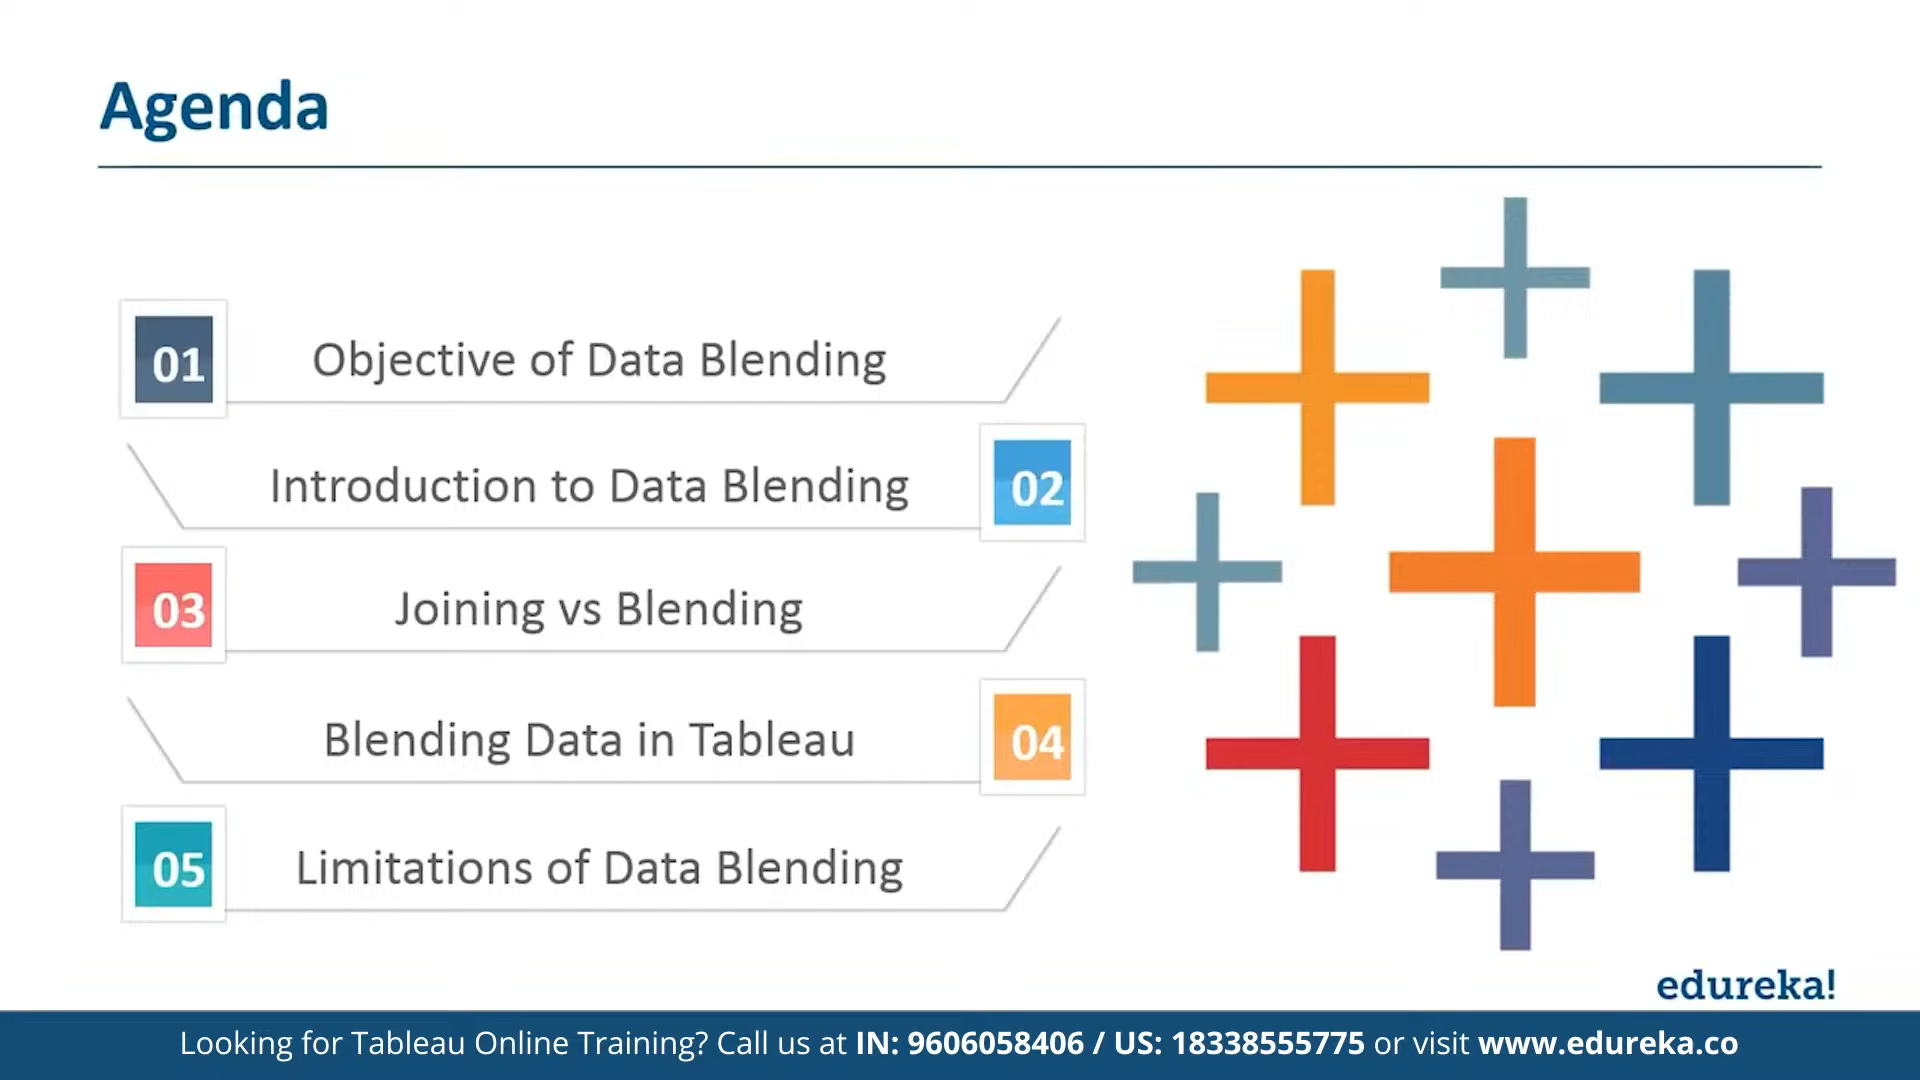 Agenda
01 Objective of Data Blending
Introduction to Data Blending 02
03 Joining vs Blending
Blending Data in Tableau 04
05 Limitations of Data Blending
edureka!
Looking for Tableau Online Training? Call us at IN: 9606058406 / US: 18338555775 or visit www.edureka.co